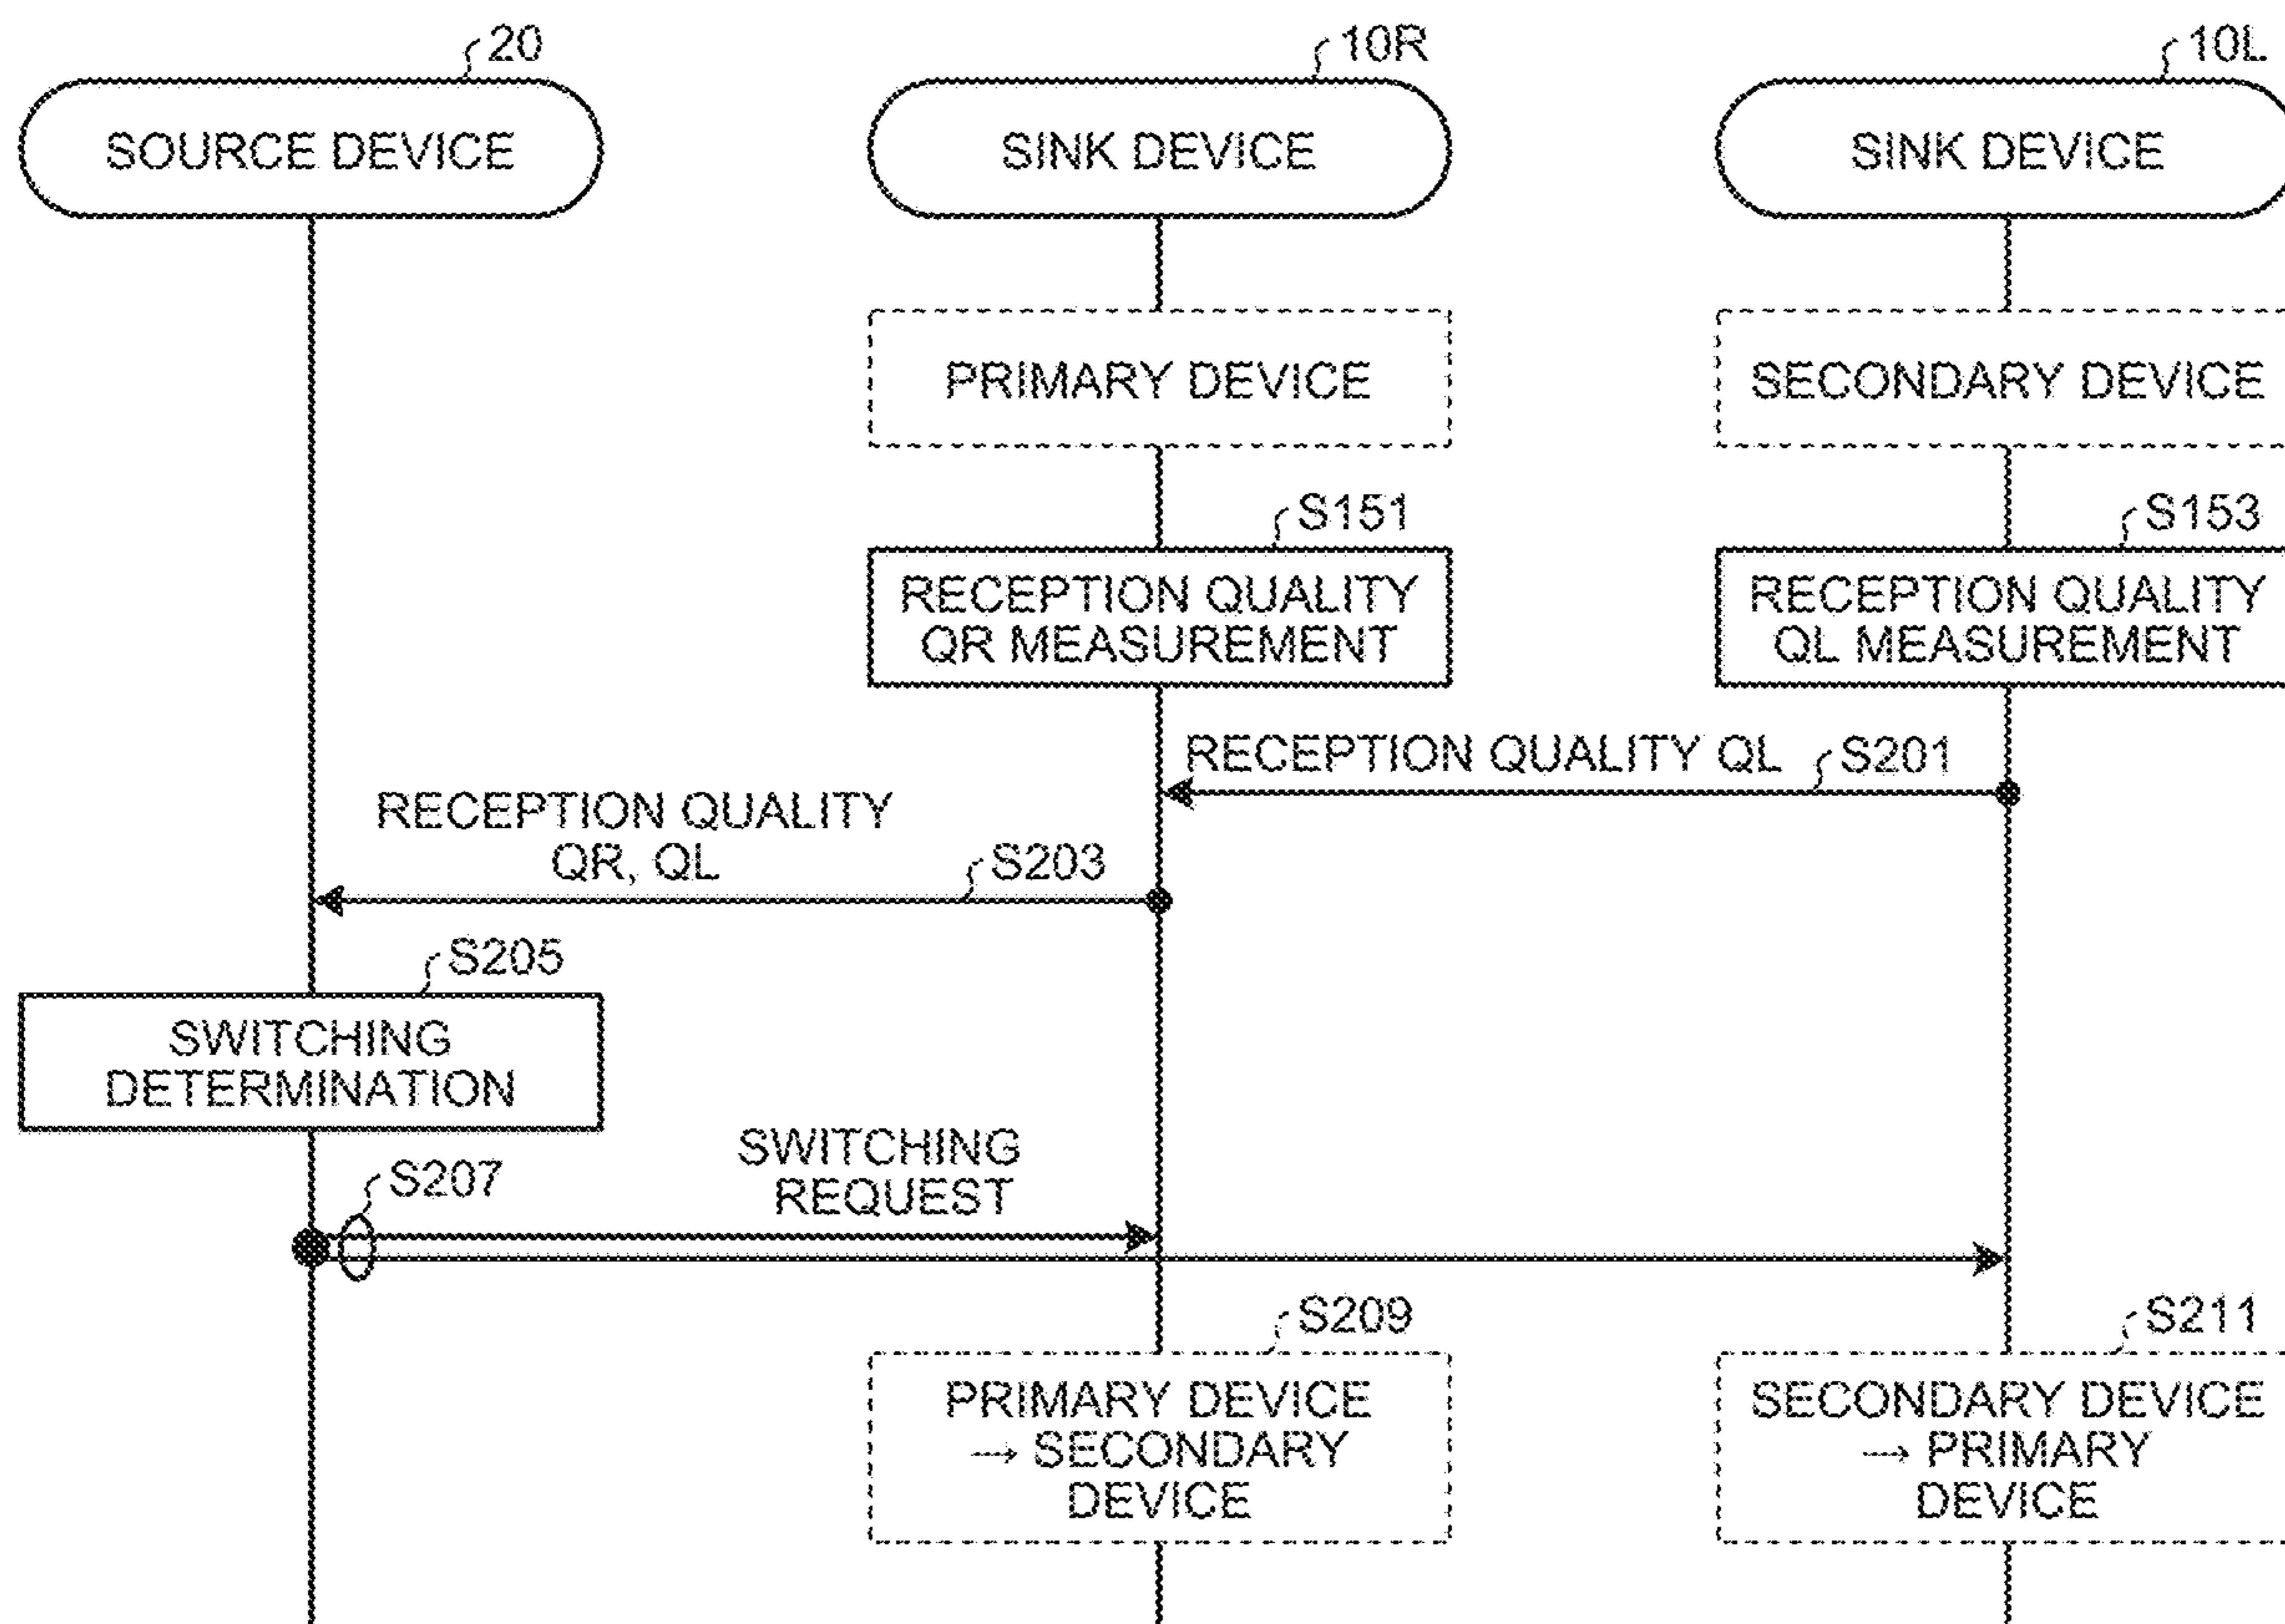 20
10R
10L
SOURCE DEVICE
SINK DEVICE
SINK DEVICE
PRIMARY DEVICE
SECONDARY DEVICE
S151
S153
RECEPTION QUALITY
QR MEASUREMENT
RECEPTION QUALITY
QL MEASUREMENT
RECEPTION QUALITY QL
S201
RECEPTION QUALITY
QR, QL
S203
S205
SWITCHING
DETERMINATION
SWITCHING
REQUEST
S207
S209
S211
PRIMARY DEVICE
→ SECONDARY
DEVICE
SECONDARY DEVICE
→ PRIMARY
DEVICE